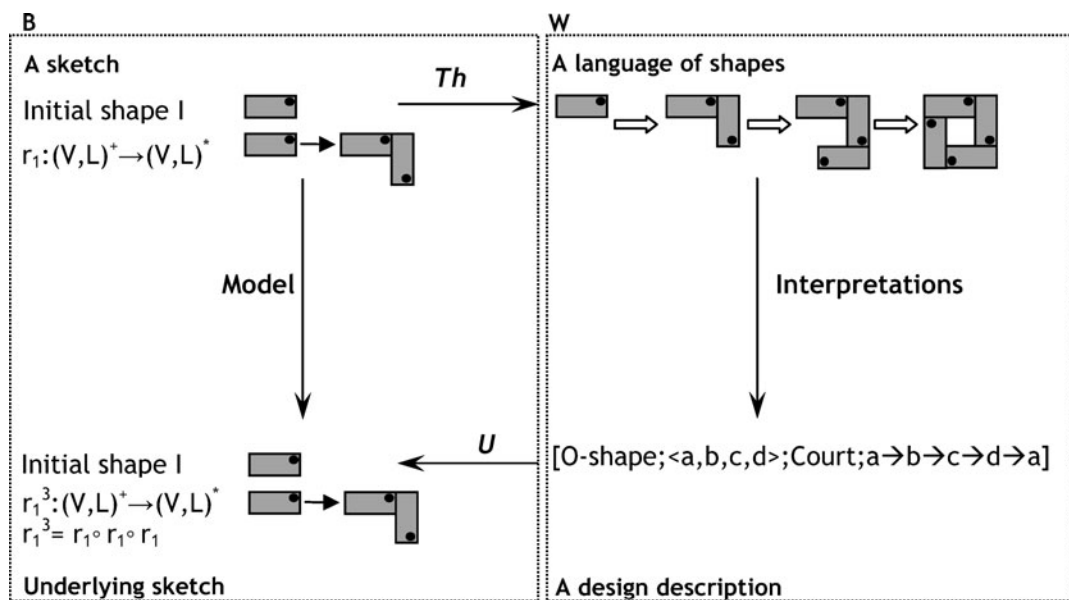 B
A sketch
Initial shape I
r₁:(V,L)⁺→(V,L)*
Th
Model
U
Initial shape I
r₁³:(V,L)⁺→(V,L)*
r₁³= r₁∘ r₁∘ r₁
Underlying sketch
W
A language of shapes
Interpretations
[O-shape;<a,b,c,d>;Court;a→b→c→d→a]
A design description